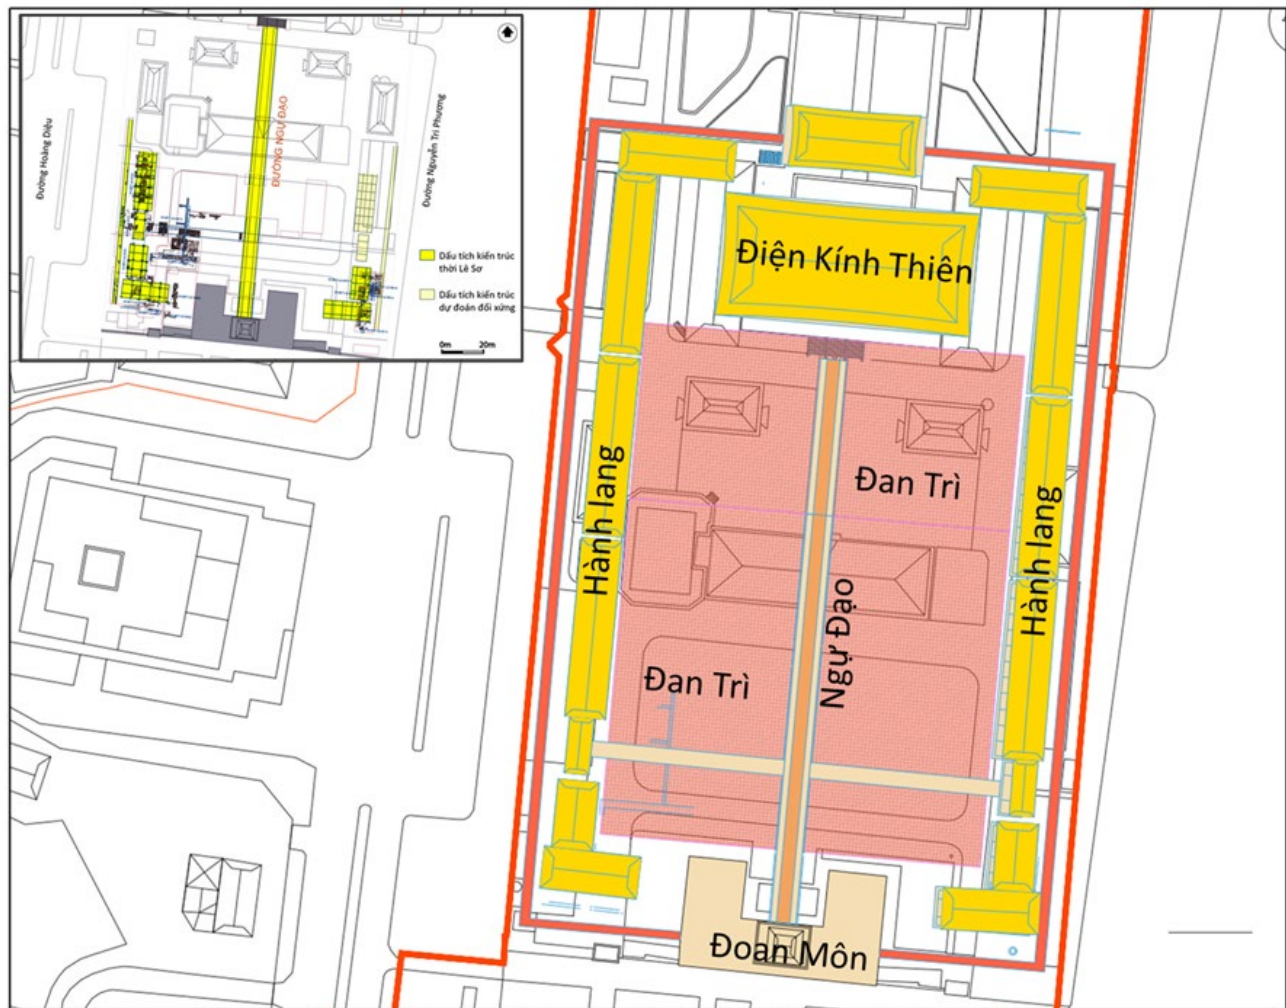 Đường Hoàng Diệu
ĐƯỜNG NGỰ ĐẠO
Đường Nguyễn Tri Phương
Dấu tích kiến trúc
thời Lê Sơ
Dấu tích kiến trúc
dự đoán đối xứng
0m 20m
Điện Kính Thiên
Hành lang
Đan Trì
Hành lang
Ngự Đạo
Đan Trì
Đoan Môn